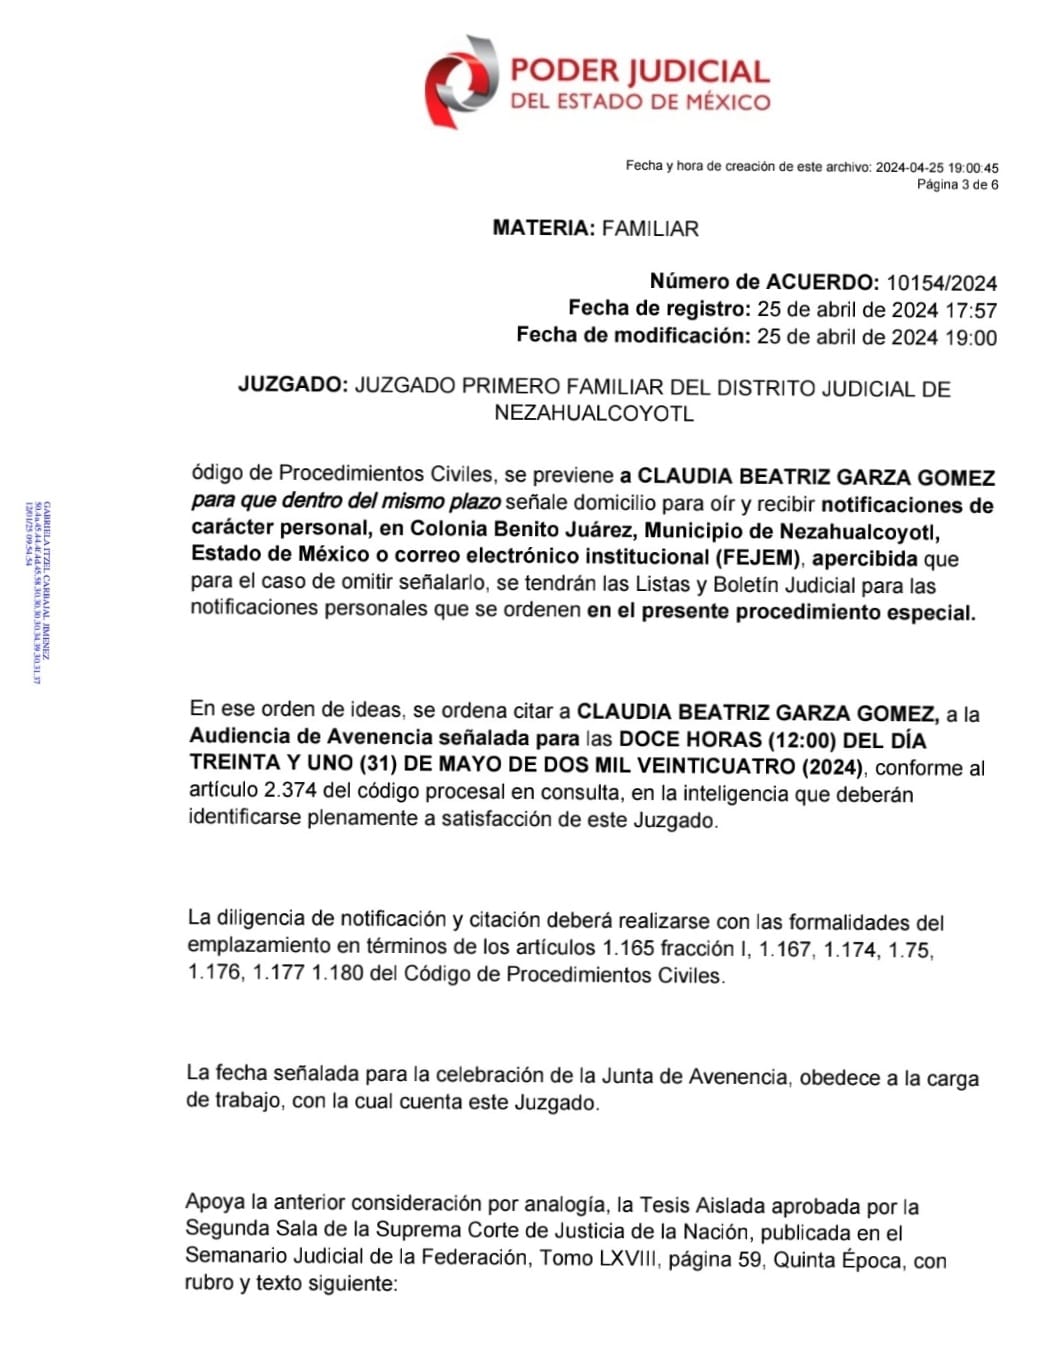 PODER JUDICIAL
DEL ESTADO DE MÉXICO
Fecha y hora de creación de este archivo: 2024-04-25 19:00:45
Página 3 de 6
MATERIA: FAMILIAR
Número de ACUERDO: 10154/2024
Fecha de registro: 25 de abril de 2024 17:57
Fecha de modificación: 25 de abril de 2024 19:00
JUZGADO: JUZGADO PRIMERO FAMILIAR DEL DISTRITO JUDICIAL DE
NEZAHUALCOYOTL
ódigo de Procedimientos Civiles, se previene a CLAUDIA BEATRIZ GARZA GOMEZ
para que dentro del mismo plazo señale domicilio para oír y recibir notificaciones de
carácter personal, en Colonia Benito Juárez, Municipio de Nezahualcoyotl,
Estado de México o correo electrónico institucional (FEJEM), apercibida que
para el caso de omitir señalarlo, se tendrán las Listas y Boletín Judicial para las
notificaciones personales que se ordenen en el presente procedimiento especial.
En ese orden de ideas, se ordena citar a CLAUDIA BEATRIZ GARZA GOMEZ, a la
Audiencia de Avenencia señalada para las DOCE HORAS (12:00) DEL DÍA
TREINTA Y UNO (31) DE MAYO DE DOS MIL VEINTICUATRO (2024), conforme al
artículo 2.374 del código procesal en consulta, en la inteligencia que deberán
identificarse plenamente a satisfacción de este Juzgado.
La diligencia de notificación y citación deberá realizarse con las formalidades del
emplazamiento en términos de los artículos 1.165 fracción I, 1.167, 1.174, 1.75,
1.176, 1.177 1.180 del Código de Procedimientos Civiles.
La fecha señalada para la celebración de la Junta de Avenencia, obedece a la carga
de trabajo, con la cual cuenta este Juzgado.
Apoya la anterior consideración por analogía, la Tesis Aislada aprobada por la
Segunda Sala de la Suprema Corte de Justicia de la Nación, publicada en el
Semanario Judicial de la Federación, Tomo LXVIII, página 59, Quinta Época, con
rubro y texto siguiente:
GABRIELA ITZEL CARBAJAL JIMENEZ
12/01/25 09:54:54